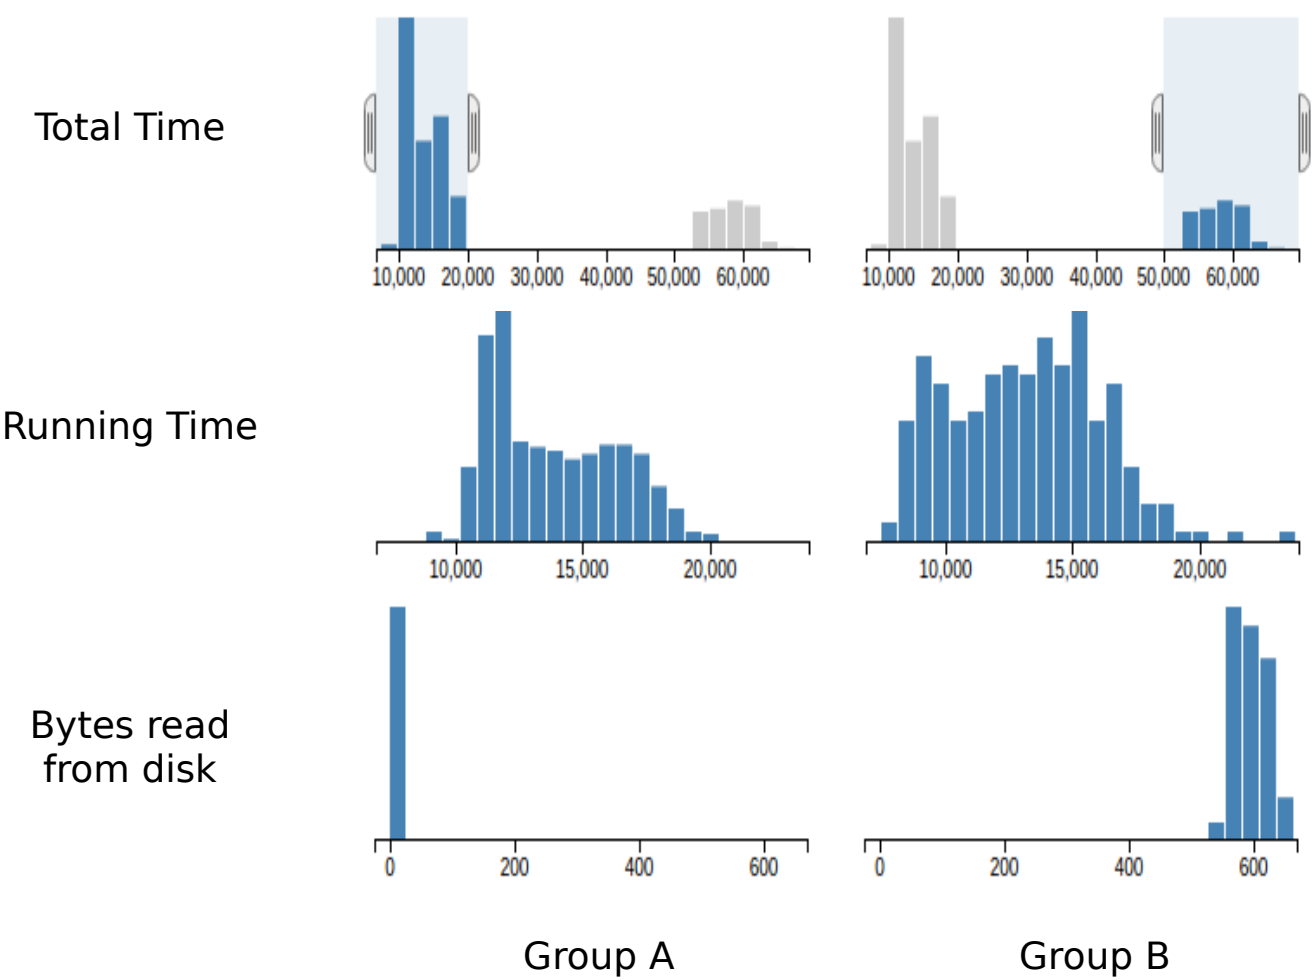 Total Time
10,000 20,000 30,000 40,000 50,000 60,000
10,000 20,000 30,000 40,000 50,000 60,000
Running Time
10,000 15,000 20,000
10,000 15,000 20,000
Bytes read
from disk
0 200 400 600
0 200 400 600
Group A
Group B